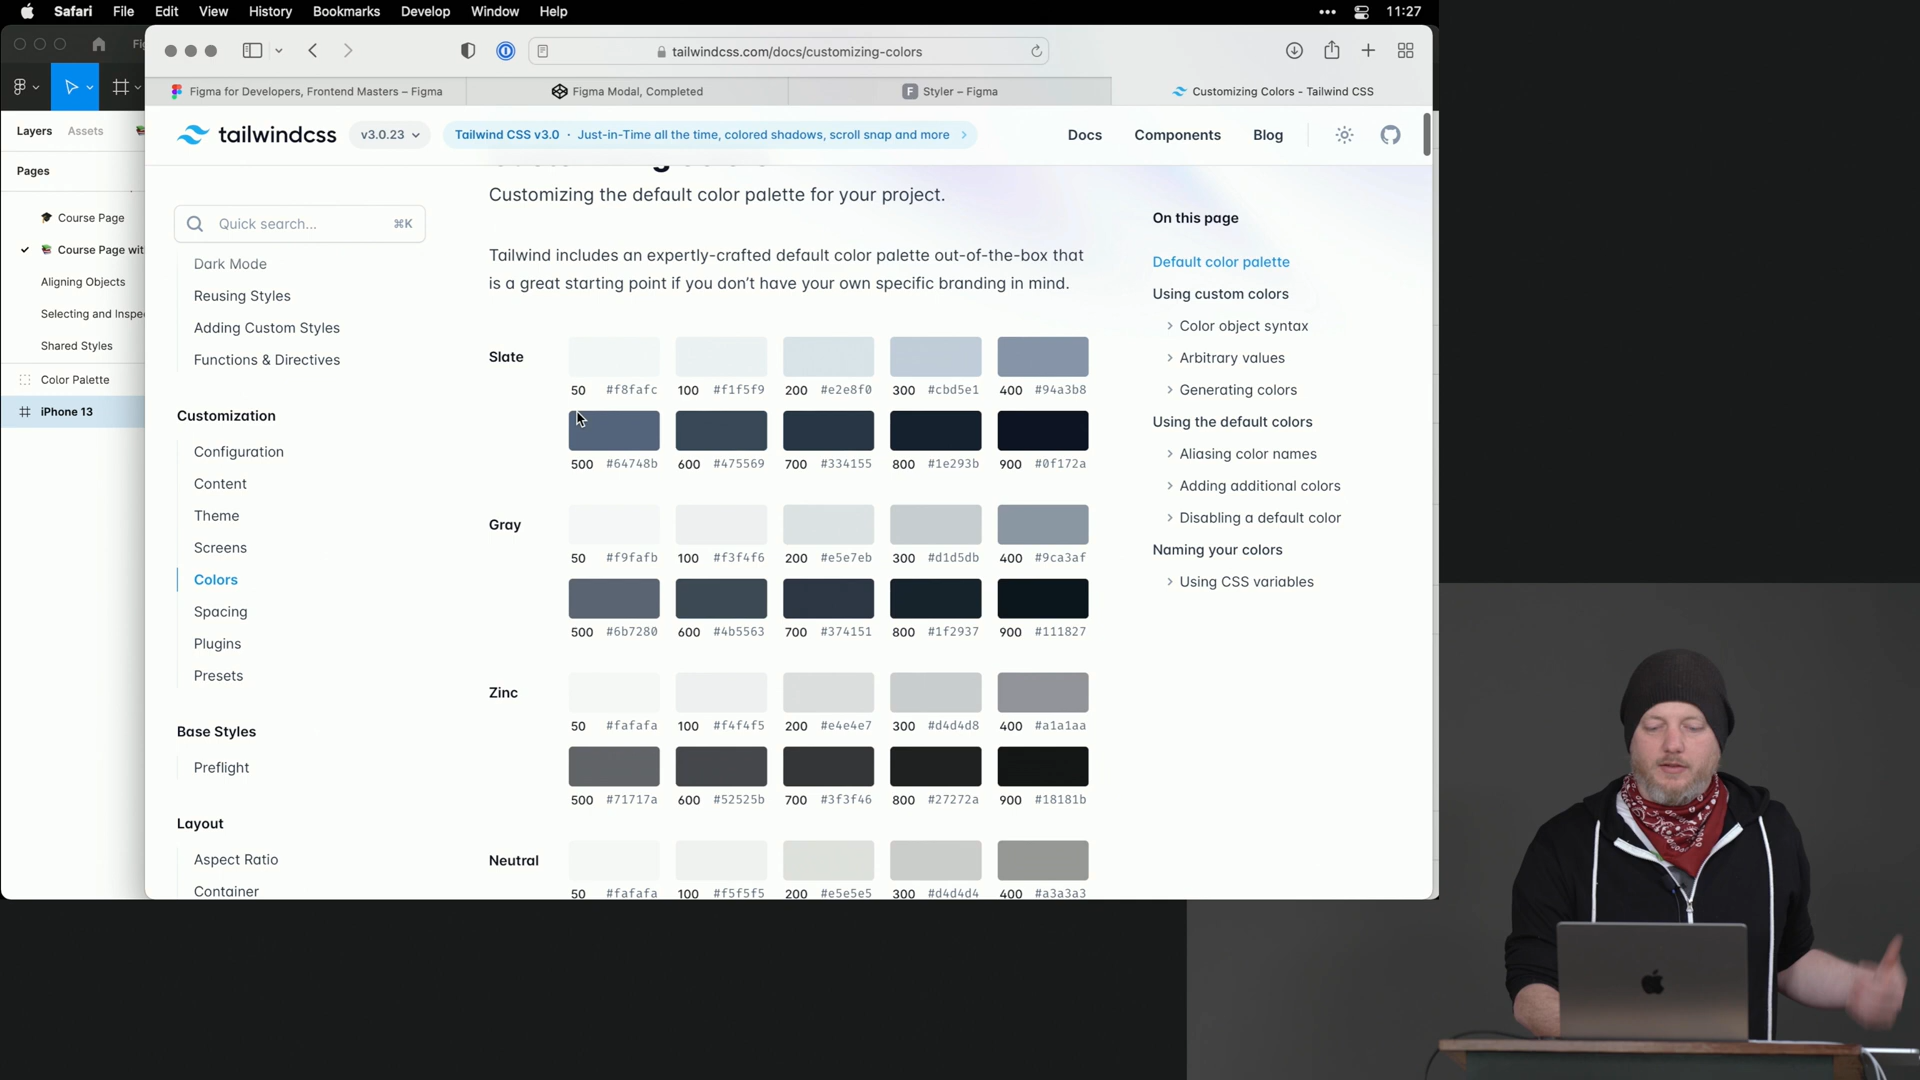 Safari File Edit View History Bookmarks Develop Window Help
11:27
tailwindcss.com/docs/customizing-colors
Figma for Developers, Frontend Masters – Figma
Figma Modal, Completed
Styler – Figma
Customizing Colors - Tailwind CSS
Layers Assets
Pages
Course Page
Course Page wit
Aligning Objects
Selecting and Inspe
Shared Styles
Color Palette
iPhone 13
tailwindcss v3.0.23
Tailwind CSS v3.0 · Just-in-Time all the time, colored shadows, scroll snap and more
Docs Components Blog
Quick search... ⌘K
Dark Mode
Reusing Styles
Adding Custom Styles
Functions & Directives
Customization
Configuration
Content
Theme
Screens
Colors
Spacing
Plugins
Presets
Base Styles
Preflight
Layout
Aspect Ratio
Container
Customizing the default color palette for your project.
Tailwind includes an expertly-crafted default color palette out-of-the-box that
is a great starting point if you don't have your own specific branding in mind.
Slate
50 #f8fafc 100 #f1f5f9 200 #e2e8f0 300 #cbd5e1 400 #94a3b8
500 #64748b 600 #475569 700 #334155 800 #1e293b 900 #0f172a
Gray
50 #f9fafb 100 #f3f4f6 200 #e5e7eb 300 #d1d5db 400 #9ca3af
500 #6b7280 600 #4b5563 700 #374151 800 #1f2937 900 #111827
Zinc
50 #fafafa 100 #f4f4f5 200 #e4e4e7 300 #d4d4d8 400 #a1a1aa
500 #71717a 600 #52525b 700 #3f3f46 800 #27272a 900 #18181b
Neutral
50 #fafafa 100 #f5f5f5 200 #e5e5e5 300 #d4d4d4 400 #a3a3a3
On this page
Default color palette
Using custom colors
Color object syntax
Arbitrary values
Generating colors
Using the default colors
Aliasing color names
Adding additional colors
Disabling a default color
Naming your colors
Using CSS variables